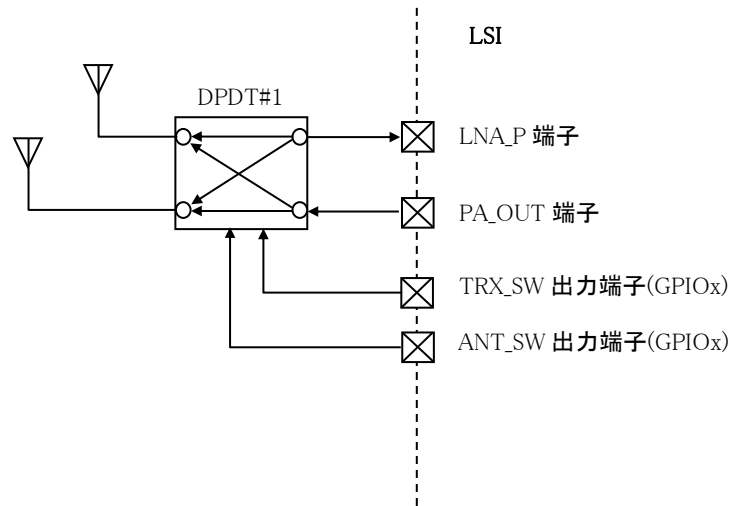 LSI
DPDT#1
LNA_P 端子
PA_OUT 端子
TRX_SW 出力端子(GPIOx)
ANT_SW 出力端子(GPIOx)